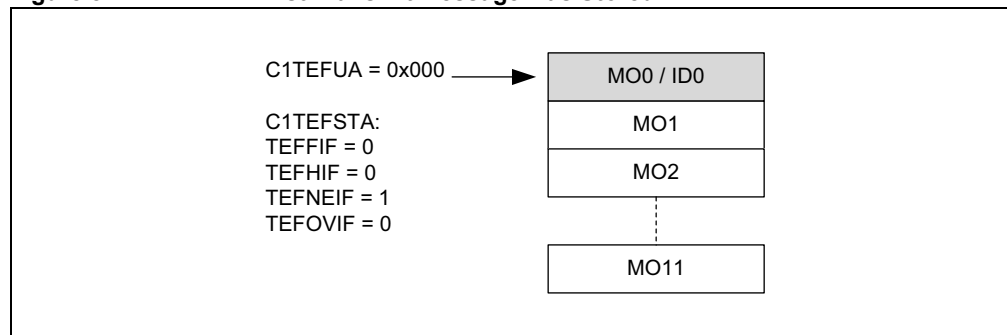 C1TEFUA = 0x000
C1TEFSTA:
TEFFIF = 0
TEFHIF = 0
TEFNEIF = 1
TEFOVIF = 0
MO0 / ID0
MO1
MO2
MO11